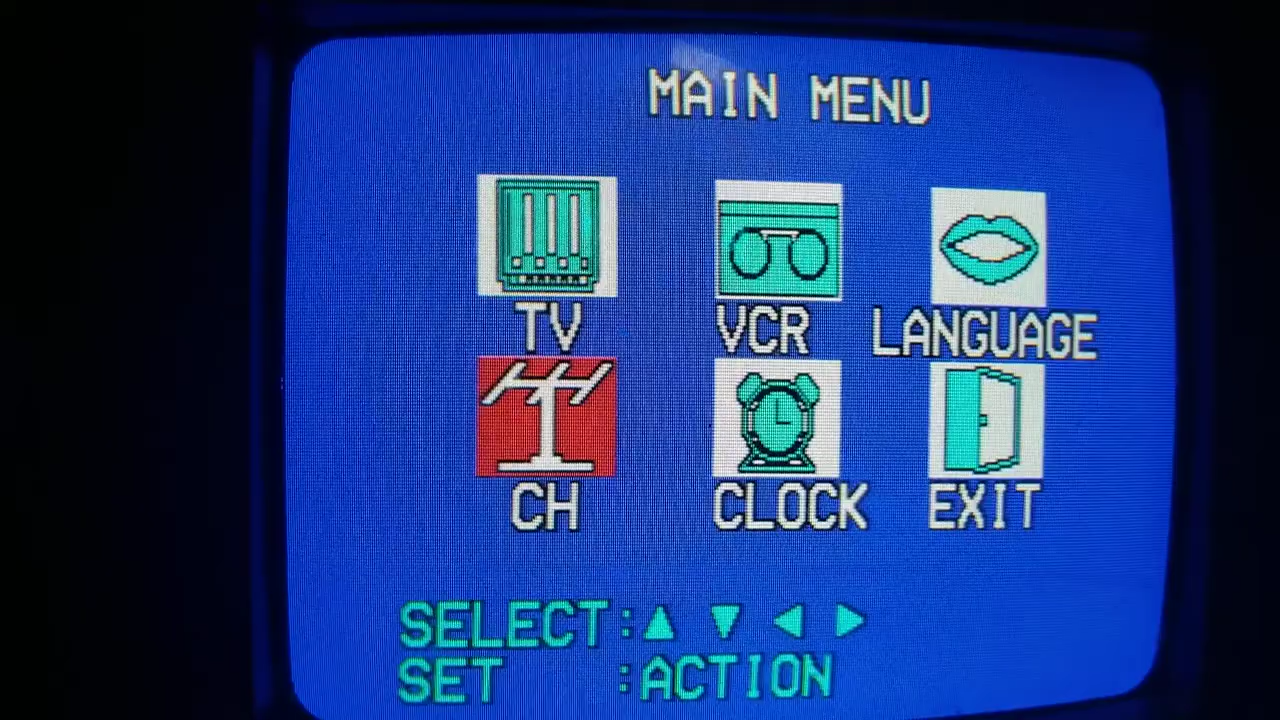 MAIN MENU
TV VCR LANGUAGE
CH CLOCK EXIT
SELECT:▲ ▼ ◀ ▶
SET :ACTION